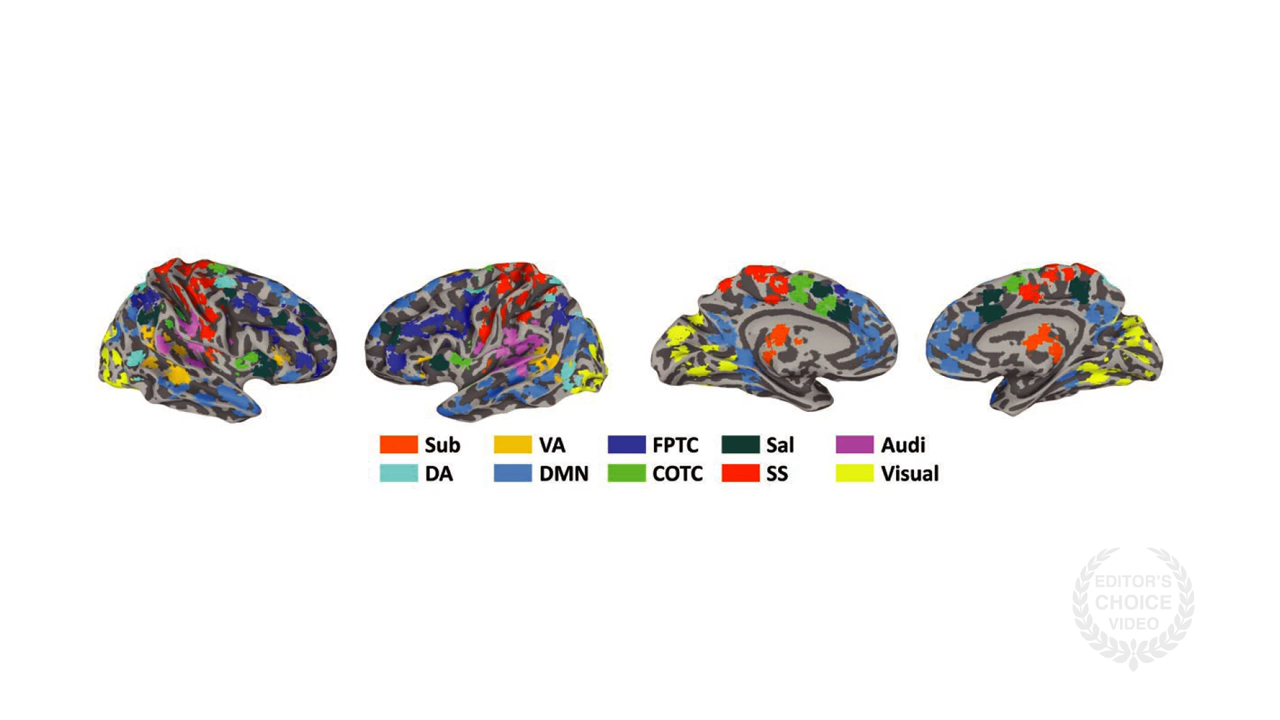 Sub VA FPTC Sal Audi
DA DMN COTC SS Visual
EDITOR'S
CHOICE
VIDEO